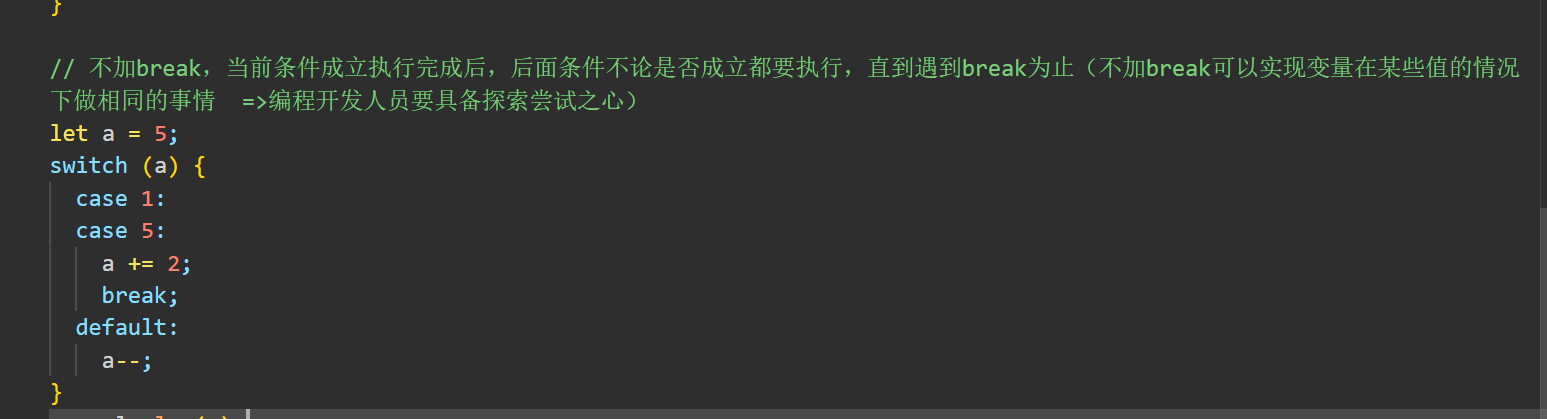 }
// 不加break，当前条件成立执行完成后，后面条件不论是否成立都要执行，直到遇到break为止（不加break可以实现变量在某些值的情况
下做相同的事情  =>编程开发人员要具备探索尝试之心）
let a = 5;
switch (a) {
  case 1:
  case 5:
    a += 2;
    break;
  default:
    a--;
}